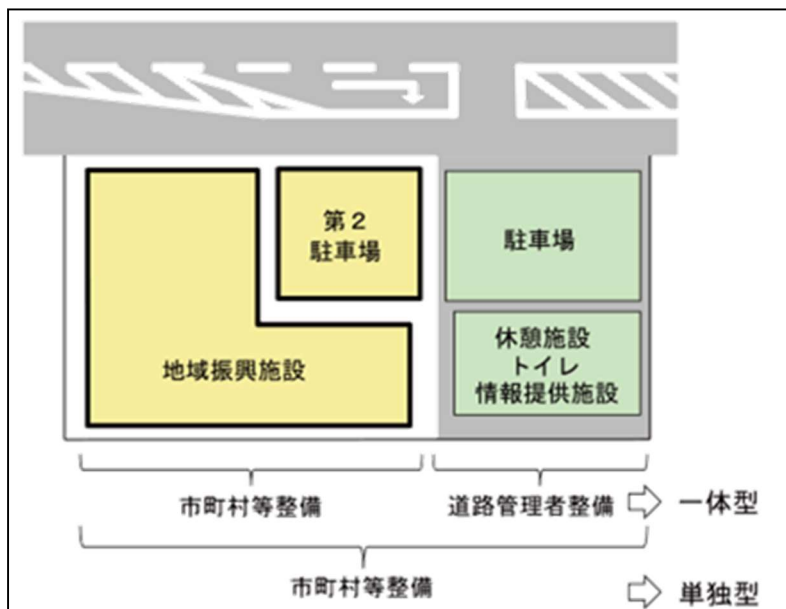 第２
駐車場
駐車場
地域振興施設
休憩施設
トイレ
情報提供施設
市町村等整備
道路管理者整備
一体型
市町村等整備
単独型